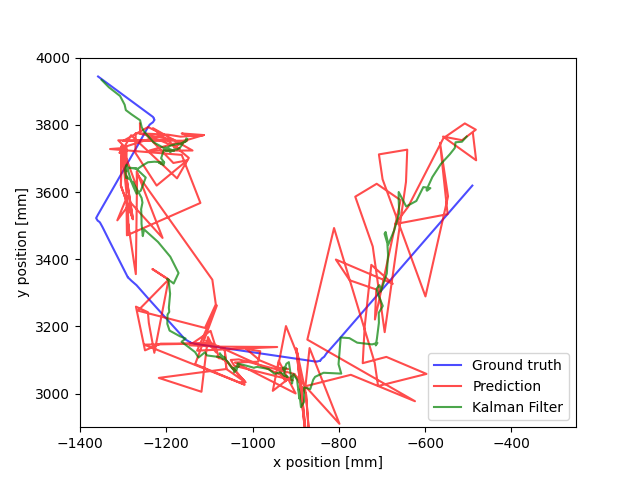 4000
3800
3600
3400
3200
3000
y position [mm]
−1400
−1200
−1000
−800
−600
−400
x position [mm]
Ground truth
Prediction
Kalman Filter